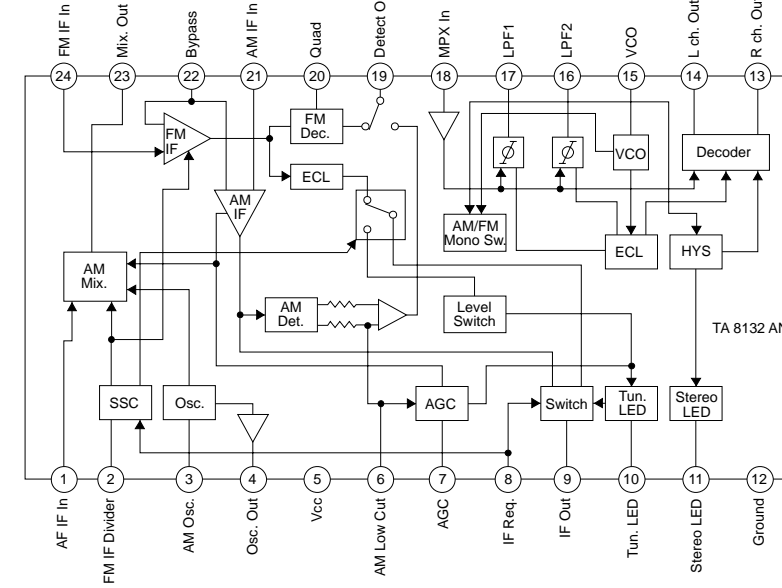 FM IF In
Mix. Out
Bypass
AM IF In
Quad
Detect O
MPX In
LPF1
LPF2
VCO
L ch. Out
R ch. Out
24
23
22
21
20
19
18
17
16
15
14
13
FM
IF
FM
Dec.
ECL
AM
IF
AM/FM
Mono Sw.
VCO
Decoder
ECL
HYS
AM
Mix.
AM
Det.
Level
Switch
TA 8132 AN
SSC
Osc.
AGC
Switch
Tun.
LED
Stereo
LED
1
2
3
4
5
6
7
8
9
10
11
12
AF IF In
FM IF Divider
AM Osc.
Osc. Out
Vcc
AM Low Cut
AGC
IF Req.
IF Out
Tun. LED
Stereo LED
Ground